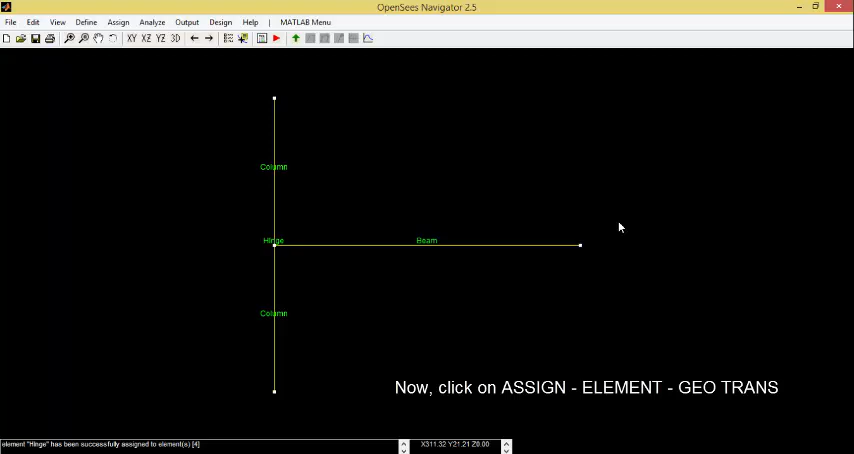 OpenSees Navigator 2.5
File Edit View Define Assign Analyze Output Design Help | MATLAB Menu
XY XZ YZ 3D
Column
Hinge Beam
Column
Now, click on ASSIGN - ELEMENT - GEO TRANS
element "Hinge" has been successfully assigned to element(s) [4]
X311.32 Y21.21 Z0.00